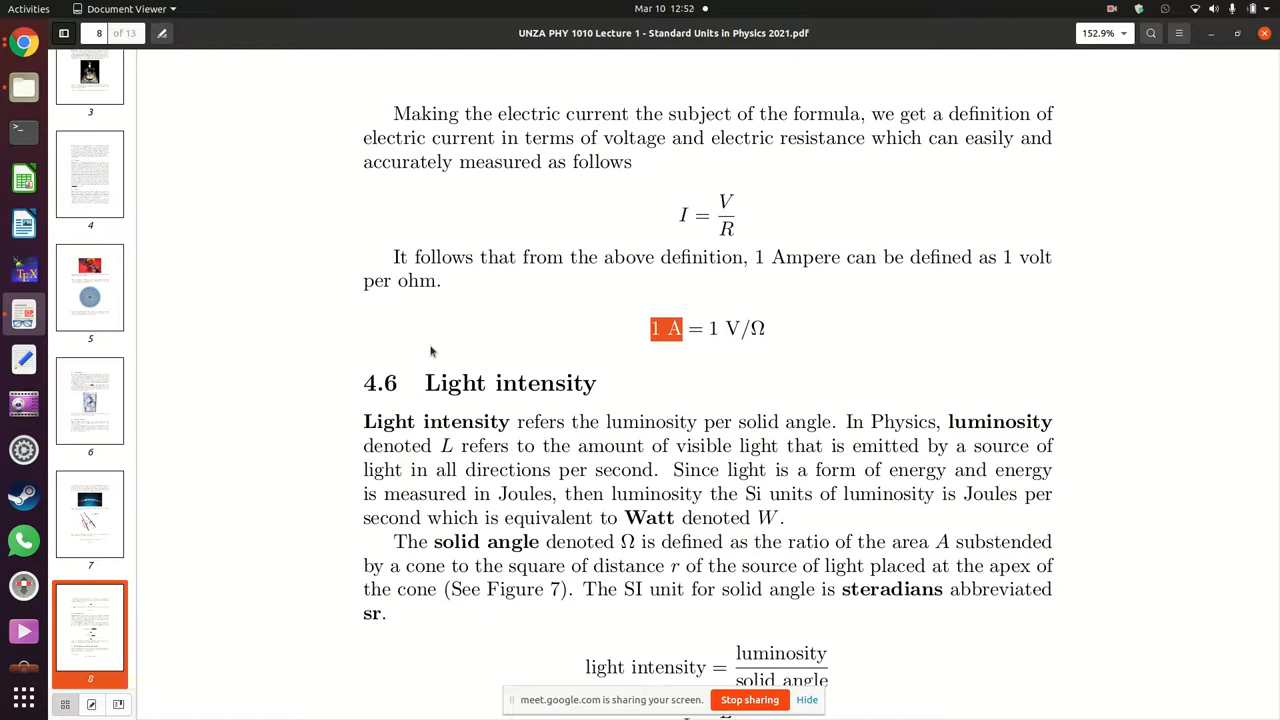 Activities
Document Viewer
Mar 10 12:52
8 of 13
UNZA PHY 1010 Lecture 1 - Standard Units in Physics 2021.pdf
152.9%
3
4
5
6
7
8
Making the electric current the subject of the formula, we get a definition of
electric current in terms of voltage and electric resistance which can easily and
accurately measured as follows
I = V/R
It follows that from the above definition, 1 Ampere can be defined as 1 volt
per ohm.
1 A = 1 V/Ω
4.6 Light intensity
Light intensity refers the luminosity per solid angle. In Physics, luminosity
denoted L refers to the amount of visible light that is emitted by a source of
light in all directions per second. Since light is a form of energy and energy
is measured in Joules, then luminosity the Si units of luminosity is Joules per
second which is equivalent to Watt denoted W.
The solid angle denoted Ω is defined as the ratio of the area A substended
by a cone to the square of distance r of the source of light placed at the apex of
the cone (See Figure 7). The SI unit for solid angle is steradians abbreviated
sr.
light intensity = luminosity
solid angle
meet.google.com is sharing your screen.
Stop sharing
Hide